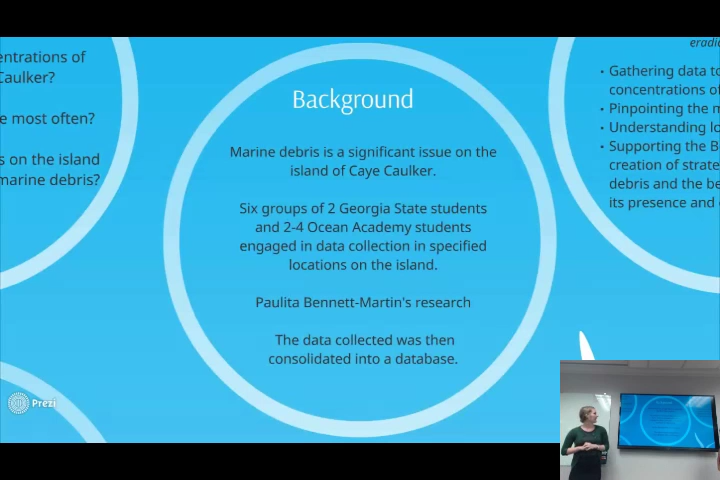 entrations of
Caulker?
e most often?
s on the island
marine debris?
Background
Marine debris is a significant issue on the
island of Caye Caulker.
Six groups of 2 Georgia State students
and 2-4 Ocean Academy students
engaged in data collection in specified
locations on the island.
Paulita Bennett-Martin's research
The data collected was then
consolidated into a database.
eradic
• Gathering data to
concentrations of
• Pinpointing the m
• Understanding lo
• Supporting the B
creation of strate
debris and the be
its presence and
Prezi